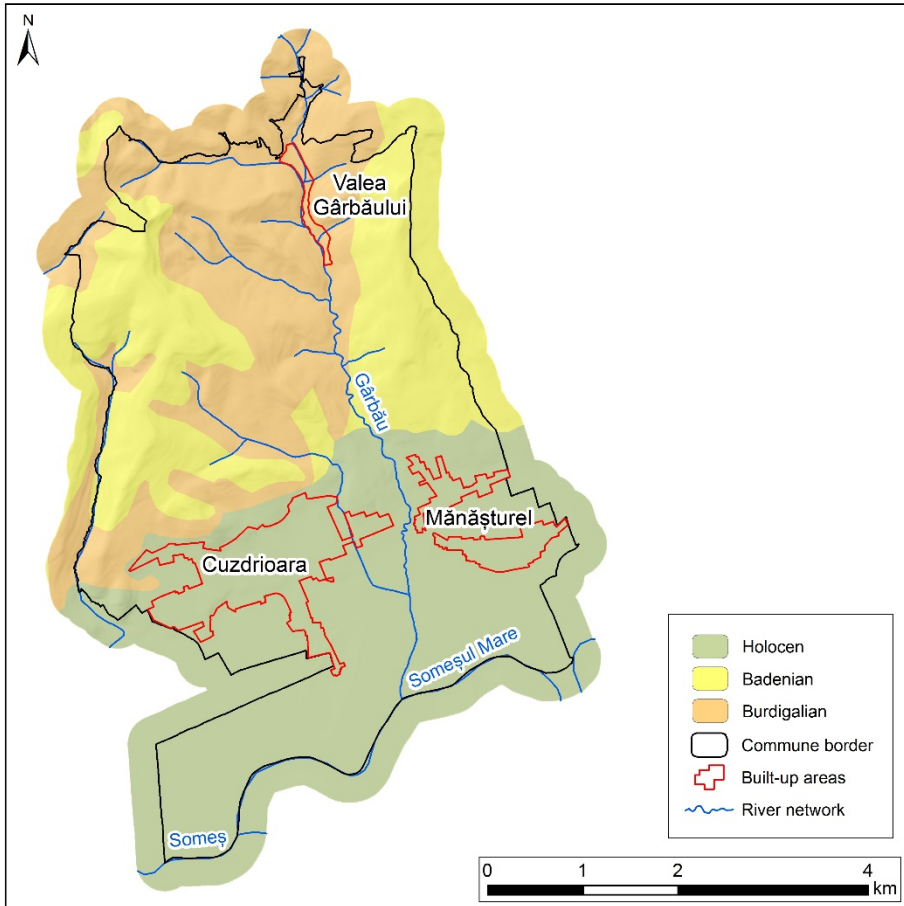 N
Valea
Gârbăului
Gârbău
Mănășturel
Cuzdrioara
Someșul Mare
Someș
Holocen
Badenian
Burdigalian
Commune border
Built-up areas
River network
0 1 2 4
km